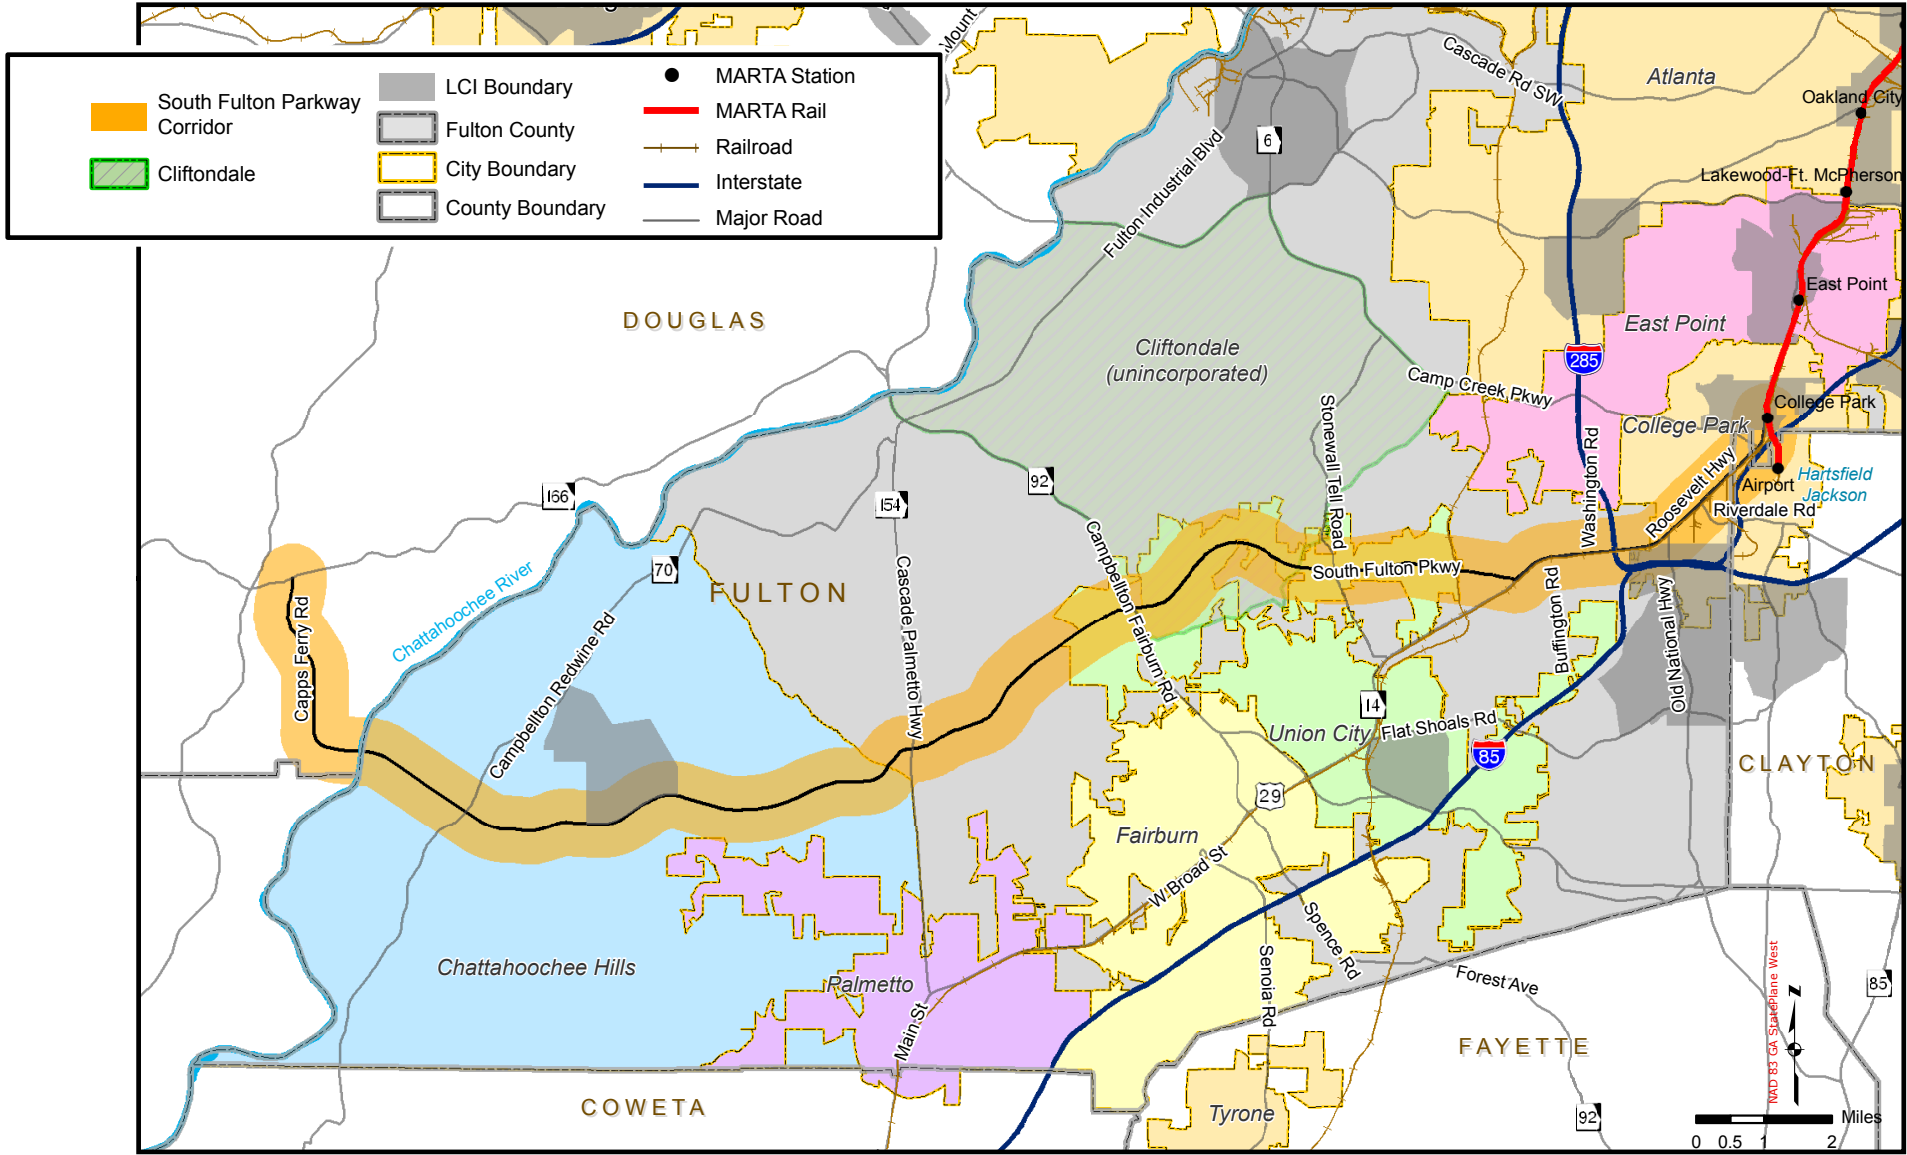 Mount
South Fulton Parkway
Corridor
Cliftondale
LCI Boundary
Fulton County
City Boundary
County Boundary
MARTA Station
MARTA Rail
Railroad
Interstate
Major Road
Cascade Rd SW
Atlanta
Oakland City
6
Fulton Industrial Blvd
Lakewood-Ft. McPherson
DOUGLAS
East Point
East Point
Cliftondale
(unincorporated)
285
Camp Creek Pkwy
College Park
College Park
Stonewall Tell Road
Washington Rd
Roosevelt Hwy
Hartsfield
Jackson
Airport
Riverdale Rd
92
166
154
70
Campbellton Fairburn Rd
South Fulton Pkwy
FULTON
Cascade Palmetto Hwy
Chattahoochee River
Capps Ferry Rd
Campbellton Redwine Rd
Buffington Rd
Old National Hwy
14
Flat Shoals Rd
Union City
85
CLAYTON
29
Fairburn
W Broad St
Spence Rd
Senoia Rd
Chattahoochee Hills
Palmetto
Main St
Forest Ave
85
FAYETTE
NAD 83 GA StatePlane West
N
COWETA
Tyrone
92
Miles
0 0.5 1 2